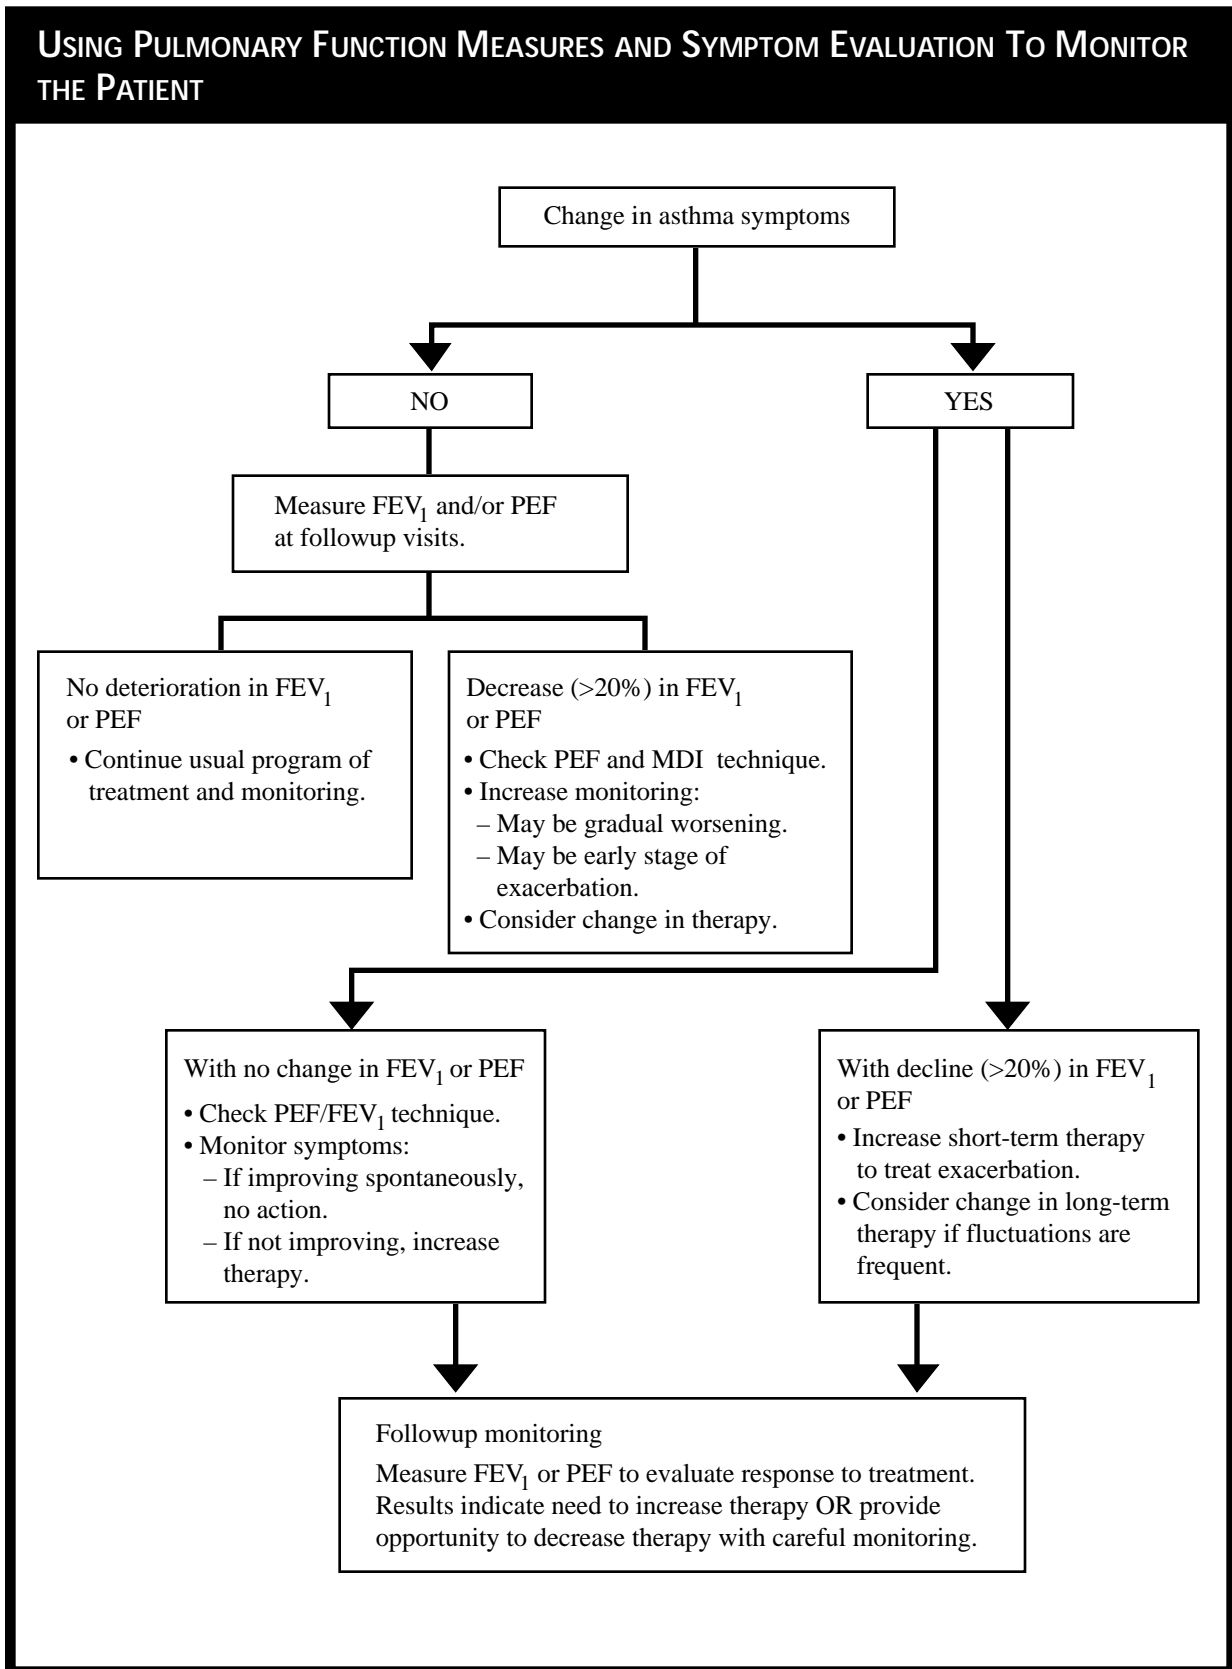 USING PULMONARY FUNCTION MEASURES AND SYMPTOM EVALUATION TO MONITOR
THE PATIENT
Change in asthma symptoms
NO
YES
Measure FEV1 and/or PEF
at followup visits.
No deterioration in FEV1
or PEF
• Continue usual program of
treatment and monitoring.
Decrease (>20%) in FEV1
or PEF
• Check PEF and MDI technique.
• Increase monitoring:
– May be gradual worsening.
– May be early stage of
exacerbation.
• Consider change in therapy.
With no change in FEV1 or PEF
• Check PEF/FEV1 technique.
• Monitor symptoms:
– If improving spontaneously,
no action.
– If not improving, increase
therapy.
With decline (>20%) in FEV1
or PEF
• Increase short-term therapy
to treat exacerbation.
• Consider change in long-term
therapy if fluctuations are
frequent.
Followup monitoring
Measure FEV1 or PEF to evaluate response to treatment.
Results indicate need to increase therapy OR provide
opportunity to decrease therapy with careful monitoring.